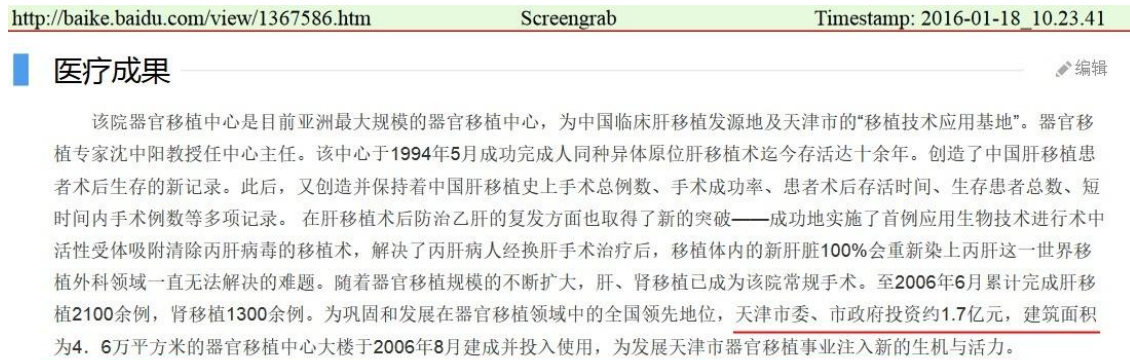 http://baike.baidu.com/view/1367586.htm Screengrab Timestamp: 2016-01-18_10.23.41
医疗成果 编辑
该院器官移植中心是目前亚洲最大规模的器官移植中心，为中国临床肝移植发源地及天津市的“移植技术应用基地”。器官移
植专家沈中阳教授任中心主任。该中心于1994年5月成功完成人同种异体原位肝移植术迄今存活达十余年。创造了中国肝移植患
者术后生存的新记录。此后，又创造并保持着中国肝移植史上手术总例数、手术成功率、患者术后存活时间、生存患者总数、短
时间内手术例数等多项记录。 在肝移植术后防治乙肝的复发方面也取得了新的突破——成功地实施了首例应用生物技术进行术中
活性受体吸附清除丙肝病毒的移植术，解决了丙肝病人经换肝手术治疗后，移植体内的新肝脏100%会重新染上丙肝这一世界移
植外科领域一直无法解决的难题。随着器官移植规模的不断扩大，肝、肾移植已成为该院常规手术。至2006年6月累计完成肝移
植2100余例，肾移植1300余例。为巩固和发展在器官移植领域中的全国领先地位，天津市委、市政府投资约1.7亿元，建筑面积
为4．6万平方米的器官移植中心大楼于2006年8月建成并投入使用，为发展天津市器官移植事业注入新的生机与活力。